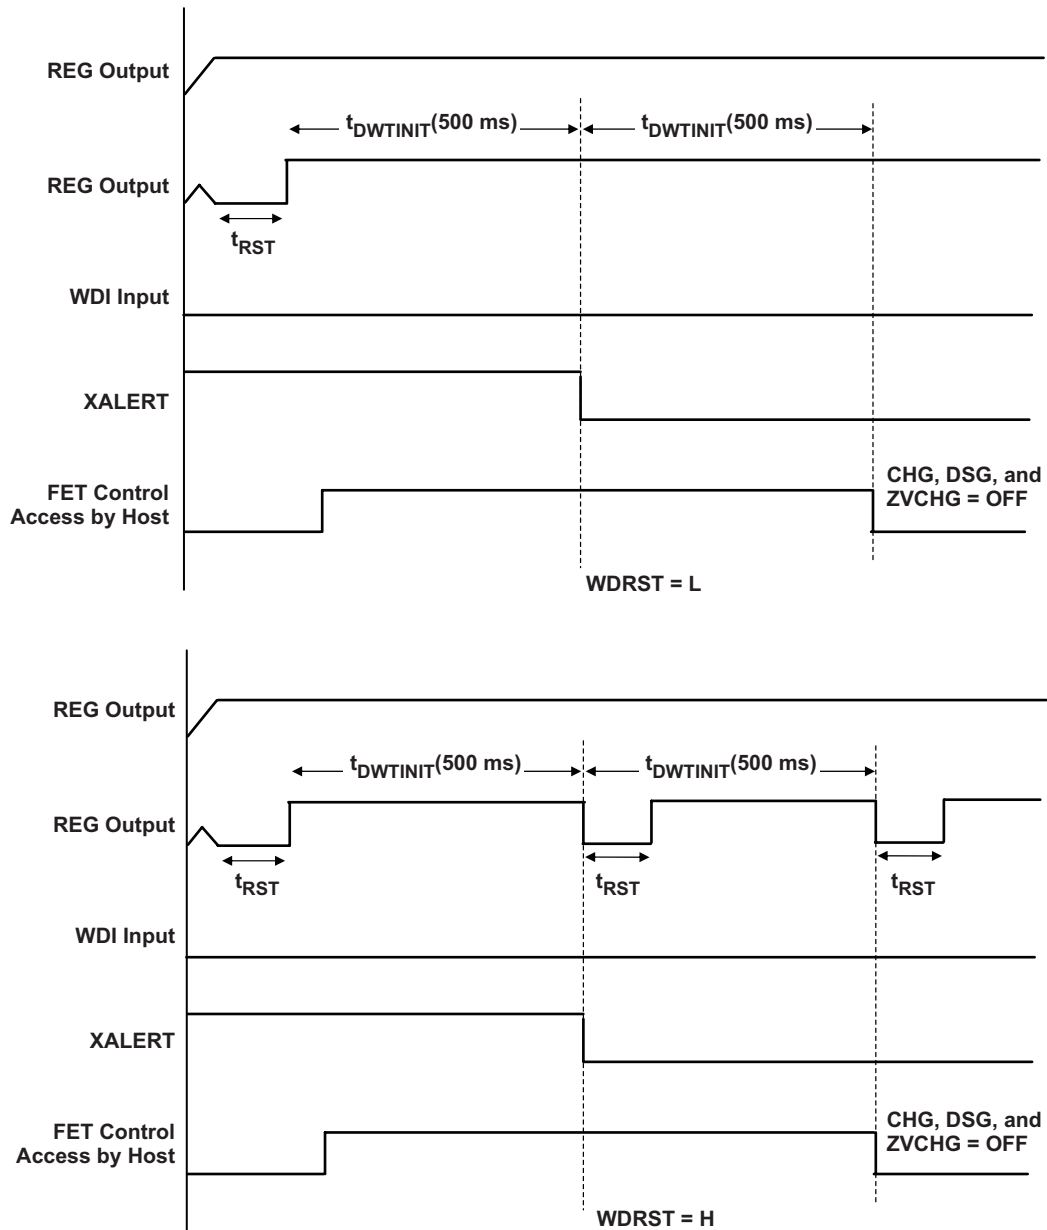 REG Output
tDWTINIT(500 ms)
tDWTINIT(500 ms)
REG Output
tRST
WDI Input
XALERT
FET Control
Access by Host
CHG, DSG, and
ZVCHG = OFF
WDRST = L
REG Output
tDWTINIT(500 ms)
tDWTINIT(500 ms)
REG Output
tRST
tRST
tRST
WDI Input
XALERT
FET Control
Access by Host
CHG, DSG, and
ZVCHG = OFF
WDRST = H